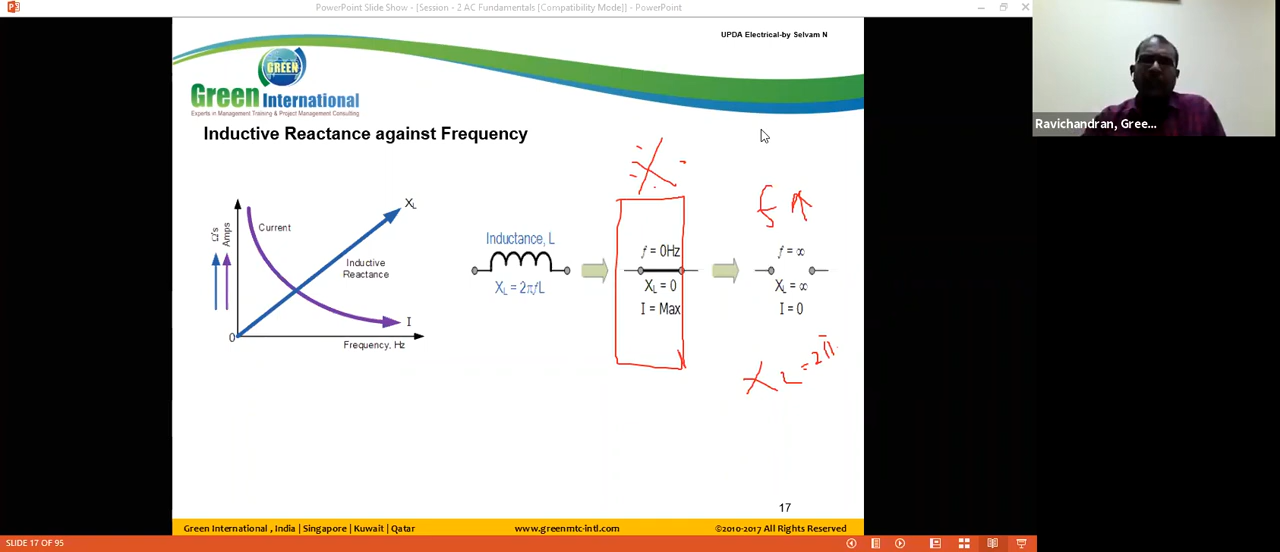 PowerPoint Slide Show - [Session - 2 AC Fundamentals [Compatibility Mode]] - PowerPoint
UPDA Electrical-by Selvam N
GREEN
Green International
Experts in Management Training & Project Management Consulting
Ravichandran, Gree...
Inductive Reactance against Frequency
X
f
Ω's
Amps
Current
XL
Inductive
Reactance
I
0
Frequency, Hz
Inductance, L
XL = 2πfL
f = 0Hz
XL = 0
I = Max
f = ∞
XL = ∞
I = 0
XL = 2π
17
Green International , India | Singapore | Kuwait | Qatar
www.greenmtc-intl.com
©2010-2017 All Rights Reserved
SLIDE 17 OF 95